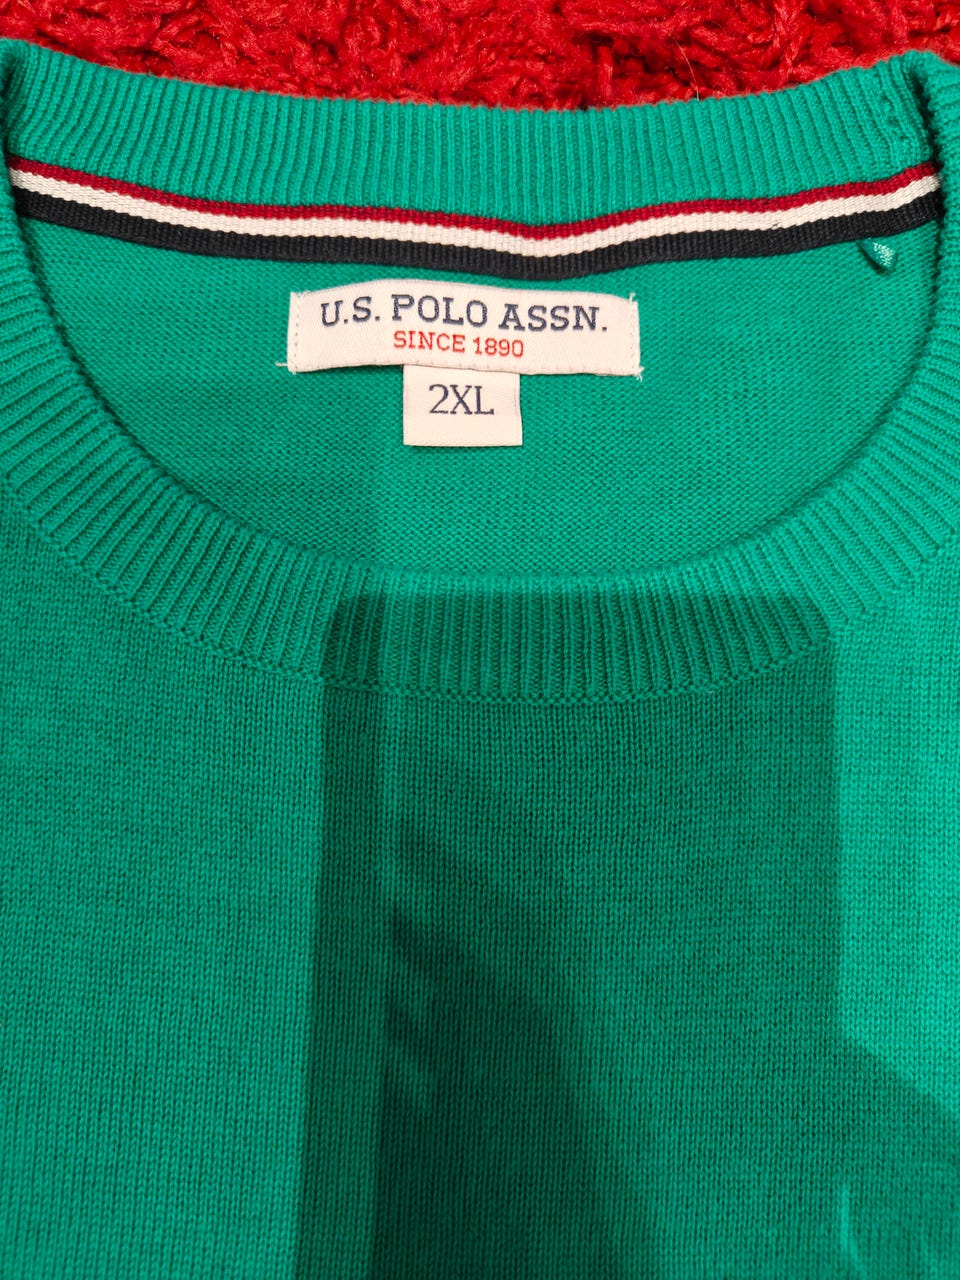 U.S. POLO ASSN.
SINCE 1890
2XL